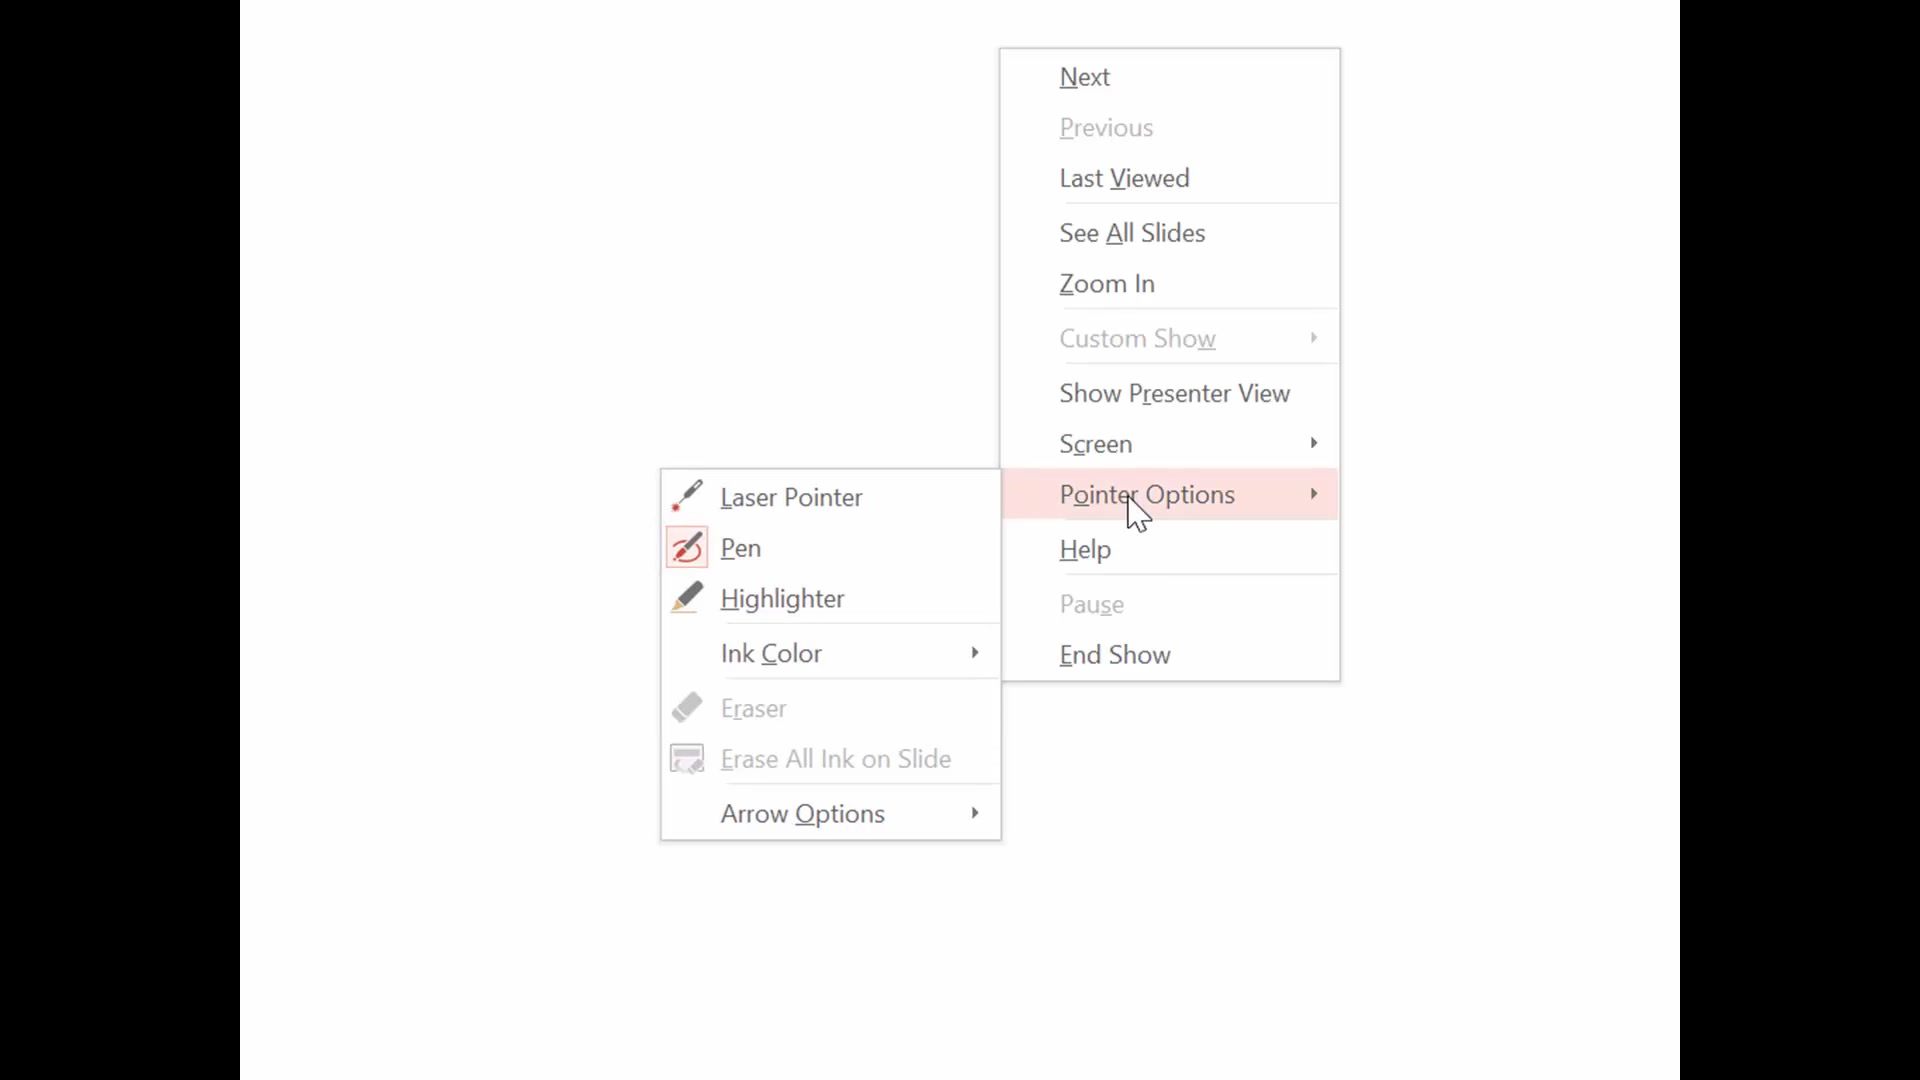 Next
Previous
Last Viewed
See All Slides
Zoom In
Custom Show
Show Presenter View
Screen
Pointer Options
Help
Pause
End Show
Laser Pointer
Pen
Highlighter
Ink Color
Eraser
Erase All Ink on Slide
Arrow Options